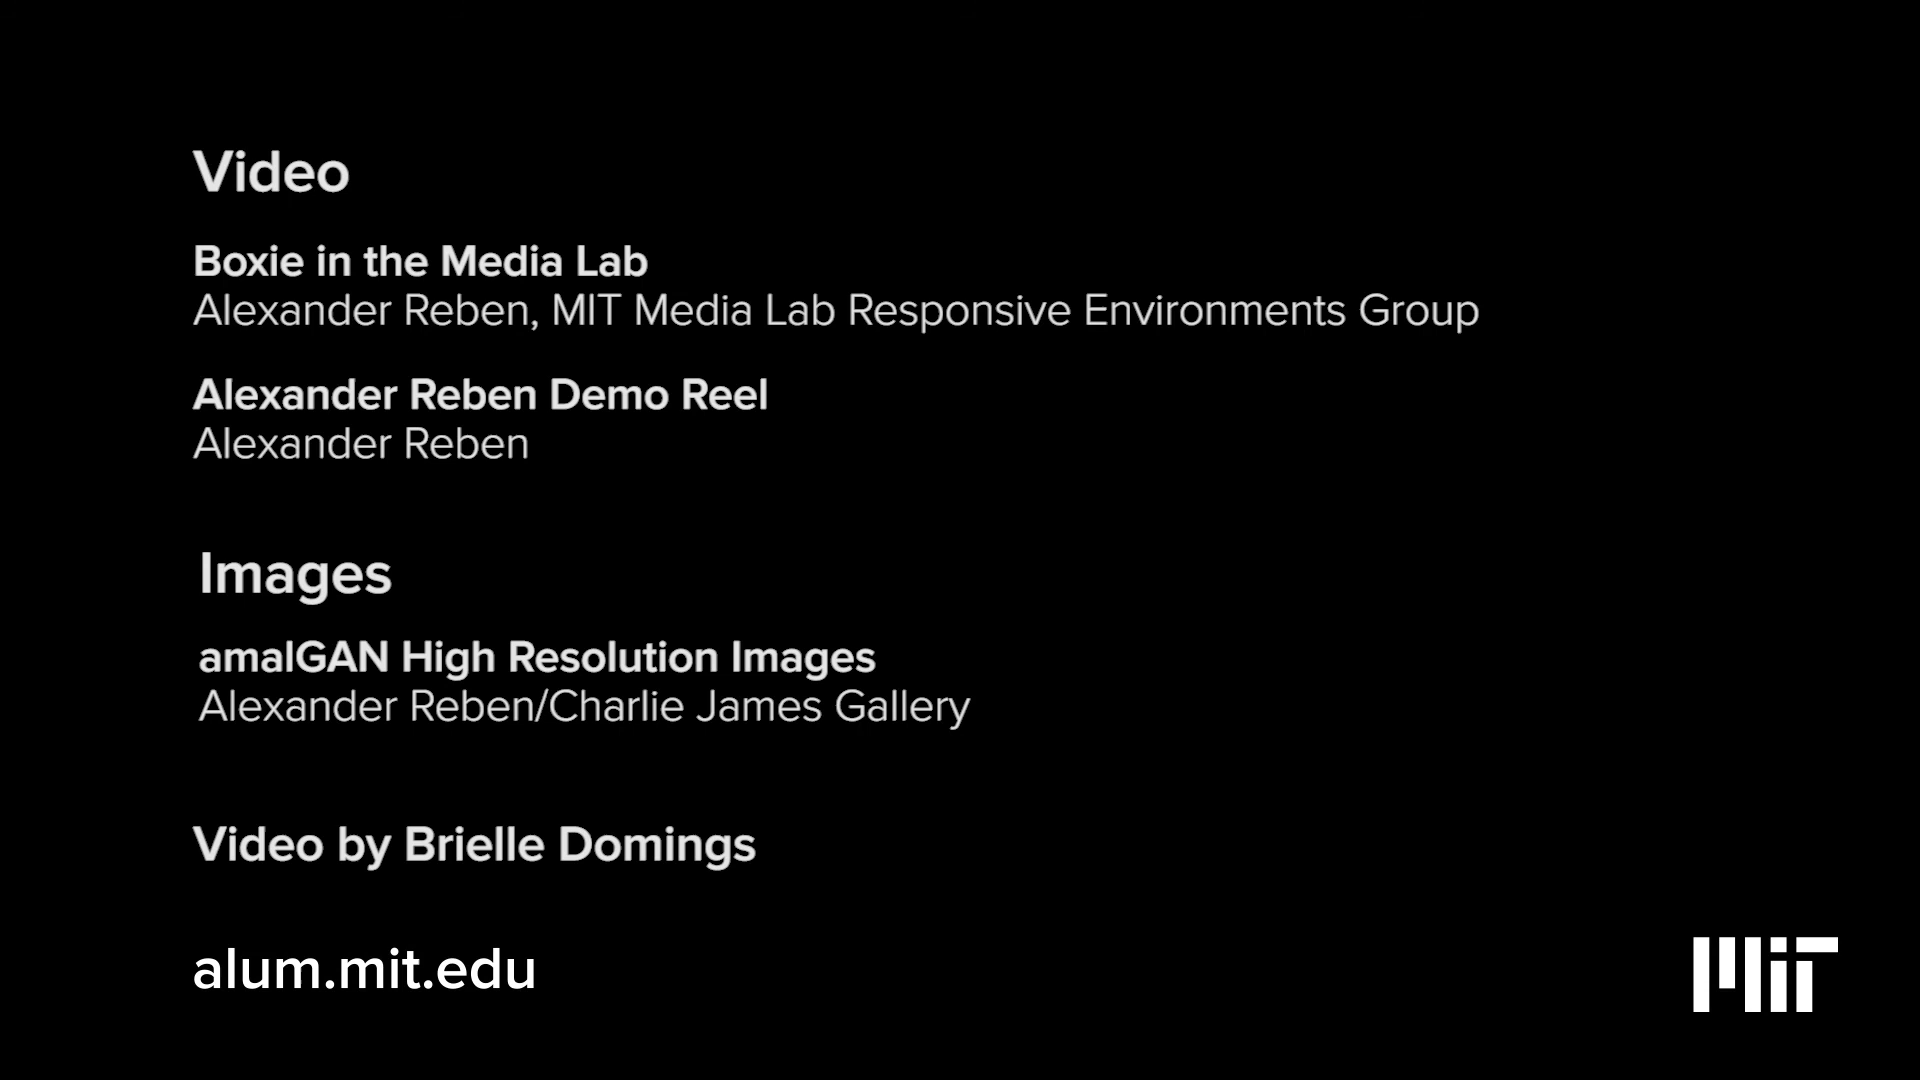 Video
Boxie in the Media Lab
Alexander Reben, MIT Media Lab Responsive Environments Group
Alexander Reben Demo Reel
Alexander Reben
Images
amalGAN High Resolution Images
Alexander Reben/Charlie James Gallery
Video by Brielle Domings
alum.mit.edu
MIT